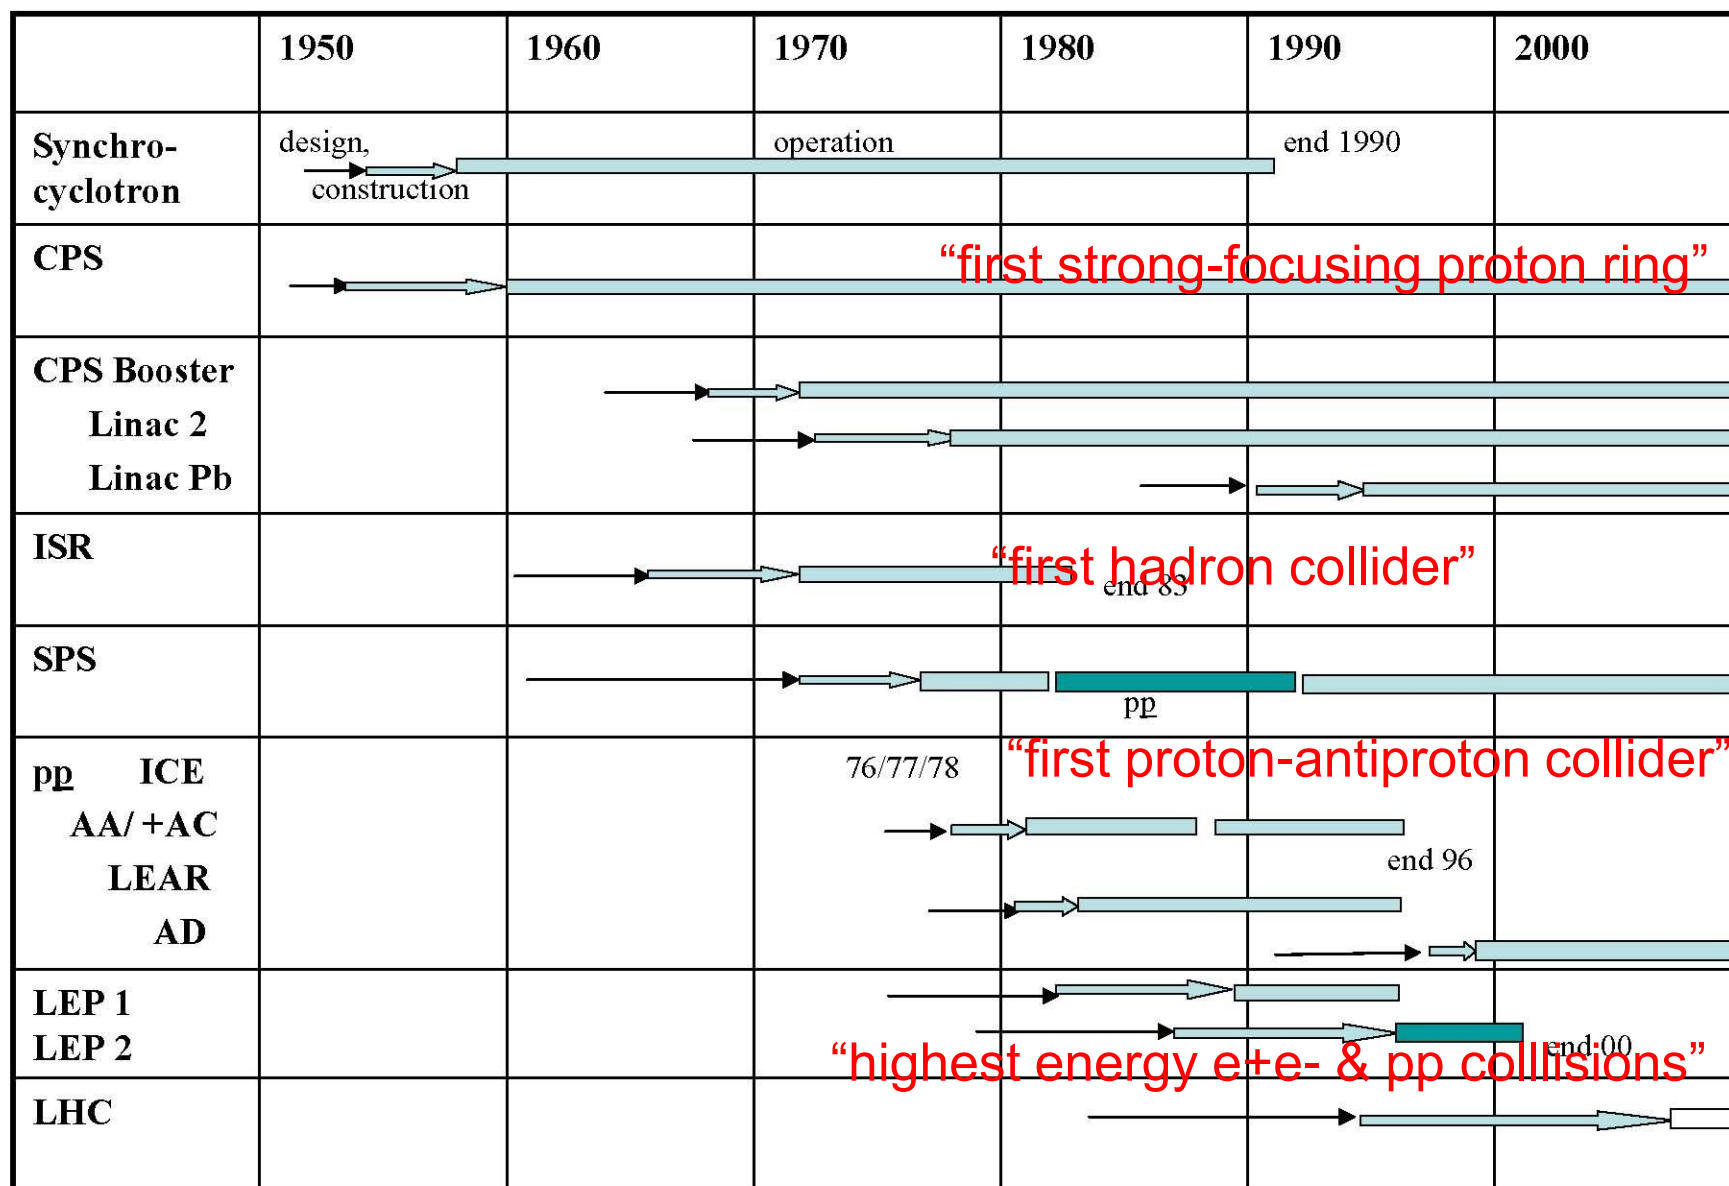 1950 1960 1970 1980 1990 2000
Synchro-
cyclotron
design,
construction
operation
end 1990
CPS
“first strong-focusing proton ring”
CPS Booster
Linac 2
Linac Pb
ISR
“first hadron collider”
end 83
SPS
pp
pp ICE
76/77/78
“first proton-antiproton collider”
AA/ +AC
end 96
LEAR
AD
LEP 1
LEP 2
end 00
“highest energy e+e- & pp colllisions”
LHC